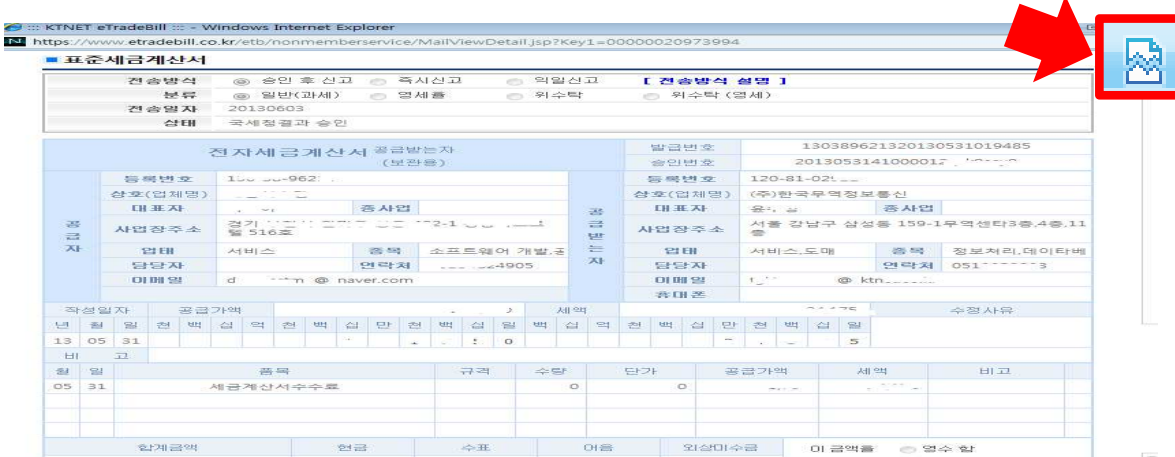 ::: KTNET eTradeBill ::: - Windows Internet Explorer
https://www.etradebill.co.kr/etb/nonmemberservice/MailViewDetail.jsp?Key1=00000020973994
표준세금계산서
전송방식 승인 후 신고 즉시신고 익일신고 [ 전송방식 설명 ]
분류 일반(과세) 영세율 위수탁 위수탁 (영세)
전송일자 20130603
상태 국세청결과 승인
전자세금계산서 공급받는자 (보관용)
발급번호 130389621320130531019485
승인번호 2013053141000012
공급자
등록번호
상호(업체명)
대표자 종사업
사업장주소 경기 516호
업태 서비스 종목 소프트웨어 개발,공
담당자 연락처 4905
이메일 @ naver.com
공급받는자
등록번호 120-81-02
상호(업체명) (주)한국무역정보통신
대표자 종사업
사업장주소 서울 강남구 삼성동 159-1무역센타3층,4층,11층
업태 서비스,도매 종목 정보처리,데이타베
담당자 연락처 051
이메일 @ ktn
휴대폰
작성일자 공급가액 세액 수정사유
년 월 일 천 백 십 억 천 백 십 만 천 백 십 일 백 십 억 천 백 십 만 천 백 십 일
13 05 31 0 5
비 고
월 일 품목 규격 수량 단가 공급가액 세액 비고
05 31 세금계산서수수료 0 0
합계금액 현금 수표 어음 외상미수금 이 금액을 영수 함